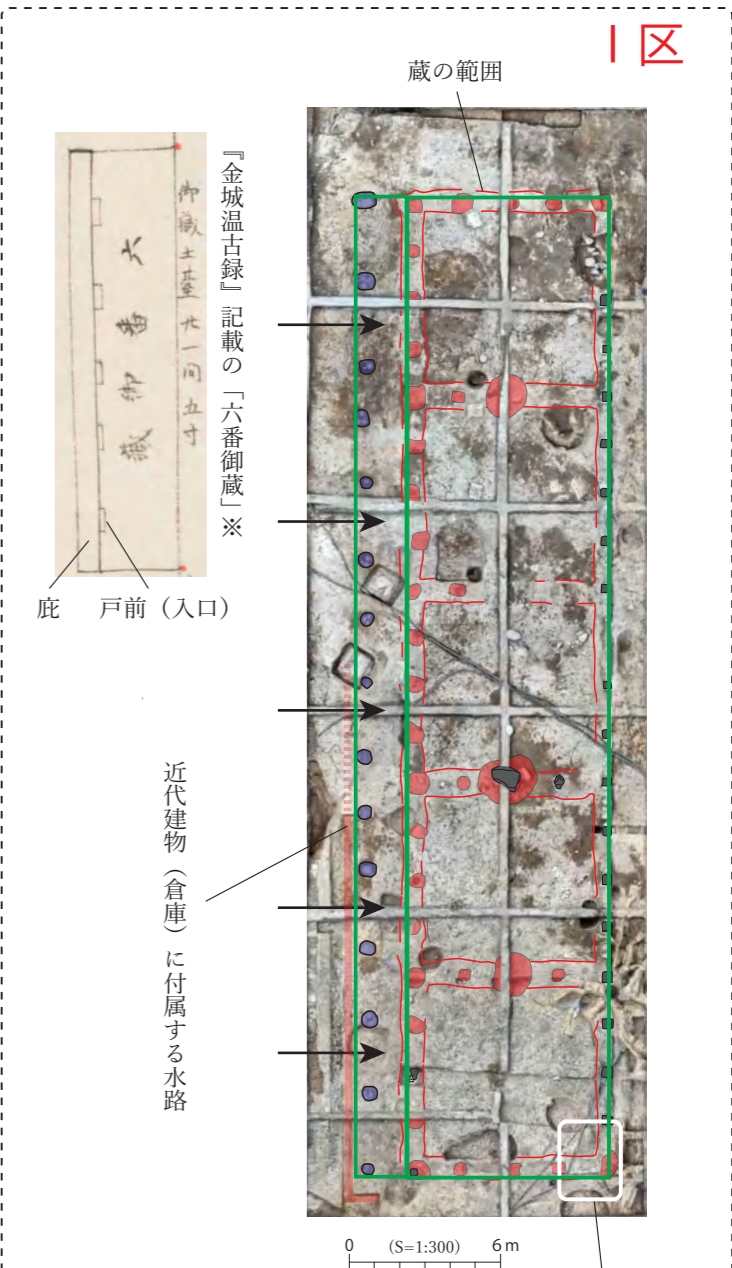 I 区
蔵の範囲
『金城温古録』記載の「六番御蔵」※
御蔵土臺 廿一间五寸
六番御蔵
庇
戸前（入口）
近代建物（倉庫）に付属する水路
0 (S=1:300) 6m